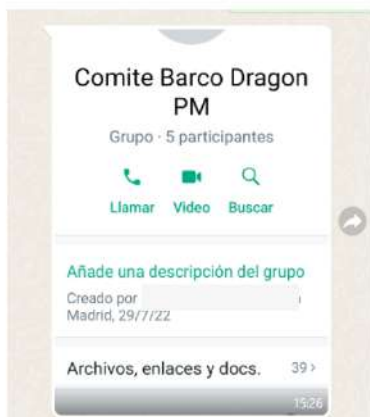 Comite Barco Dragon
PM
Grupo · 5 participantes
Llamar Video Buscar
Añade una descripción del grupo
Creado por
Madrid, 29/7/22
Archivos, enlaces y docs. 39 >
15:26